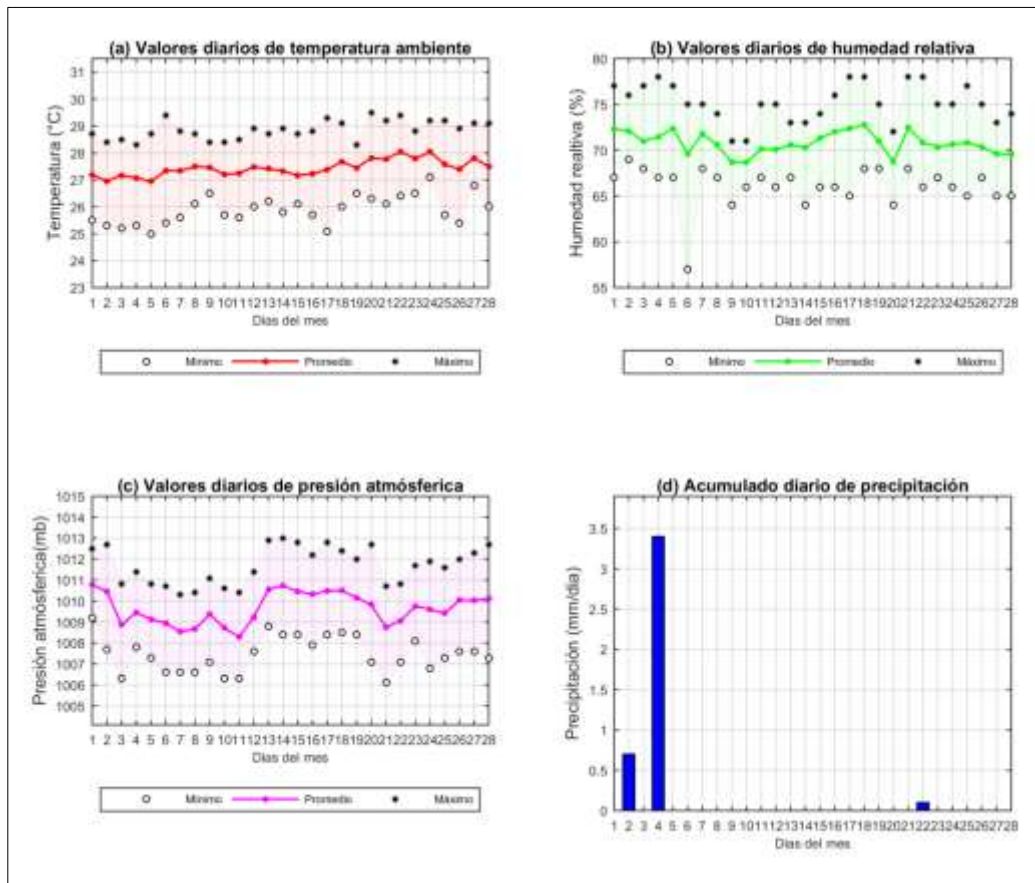 (a) Valores diarios de temperatura ambiente
Temperatura (°C)
31
30
29
28
27
26
25
24
23
1 2 3 4 5 6 7 8 9 10 11 12 13 14 15 16 17 18 19 20 21 22 23 24 25 26 27 28
Dias del mes
Mínimo Promedio Máximo
(b) Valores diarios de humedad relativa
Humedad realtiva (%)
80
75
70
65
60
55
1 2 3 4 5 6 7 8 9 10 11 12 13 14 15 16 17 18 19 20 21 22 23 24 25 26 27 28
Dias del mes
Mínimo Promedio Máximo
(c) Valores diarios de presión atmósferica
Presión atmósferica(mb)
1015
1014
1013
1012
1011
1010
1009
1008
1007
1006
1005
1 2 3 4 5 6 7 8 9 10 11 12 13 14 15 16 17 18 19 20 21 22 23 24 25 26 27 28
Dias del mes
Mínimo Promedio Máximo
(d) Acumulado diario de precipitación
Precipitación (mm/dia)
3.5
3
2.5
2
1.5
1
0.5
0
1 2 3 4 5 6 7 8 9 10 11 12 13 14 15 16 17 18 19 20 21 22 23 24 25 26 27 28
Dias del mes